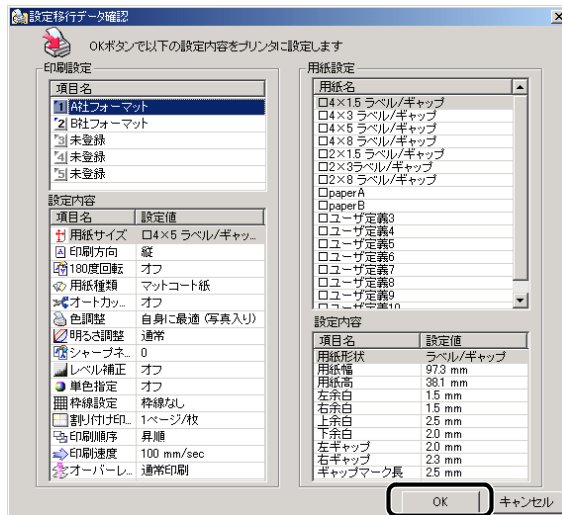 設定移行データ確認
OKボタンで以下の設定内容をプリンタに設定します
印刷設定
項目名
1 A社フォーマット
2 B社フォーマット
3 未登録
4 未登録
5 未登録
設定内容
項目名 設定値
用紙サイズ □4×5 ラベル/ギャッ...
印刷方向 縦
180度回転 オフ
用紙種類 マットコート紙
オートカッ... オフ
色調整 自身に最適 (写真入り)
明るさ調整 通常
シャープネ... 0
レベル補正 オフ
単色指定 オフ
枠線設定 枠線なし
割り付け印... 1ページ/枚
印刷順序 昇順
印刷速度 100 mm/sec
オーバーレ... 通常印刷
用紙設定
用紙名
□4×1.5 ラベル/ギャップ
□4×3 ラベル/ギャップ
□4×5 ラベル/ギャップ
□4×8 ラベル/ギャップ
□2×1.5 ラベル/ギャップ
□2×3ラベル/ギャップ
□2×8 ラベル/ギャップ
□paperA
□paperB
□ユーザ定義3
□ユーザ定義4
□ユーザ定義5
□ユーザ定義6
□ユーザ定義7
□ユーザ定義8
□ユーザ定義9
□ユーザ定義10
設定内容
項目名 設定値
用紙形状 ラベル/ギャップ
用紙幅 97.3 mm
用紙高 38.1 mm
左余白 1.5 mm
右余白 1.5 mm
上余白 2.5 mm
下余白 2.0 mm
左ギャップ 2.0 mm
右ギャップ 2.3 mm
ギャップマーク長 2.5 mm
OK キャンセル